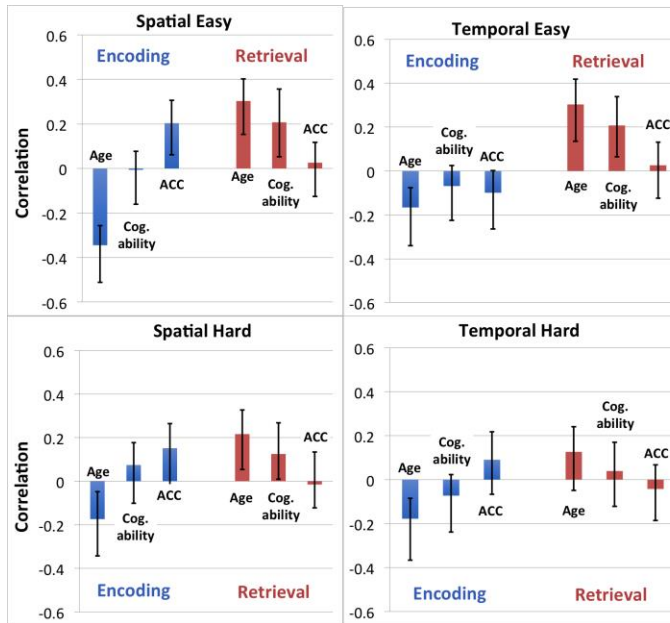 Spatial Easy
Encoding
Retrieval
Correlation
0.6
0.4
0.2
0
-0.2
-0.4
-0.6
Age
Cog.
ability
ACC
Age
Cog.
ability
ACC
Temporal Easy
Encoding
Retrieval
0.6
0.4
0.2
0
-0.2
-0.4
-0.6
Age
Cog.
ability
ACC
Age
Cog.
ability
ACC
Spatial Hard
Correlation
0.6
0.4
0.2
0
-0.2
-0.4
-0.6
Age
Cog.
ability
ACC
Age
Cog.
ability
ACC
Encoding
Retrieval
Temporal Hard
0.6
0.4
0.2
0
-0.2
-0.4
-0.6
Age
Cog.
ability
ACC
Age
Cog.
ability
ACC
Encoding
Retrieval